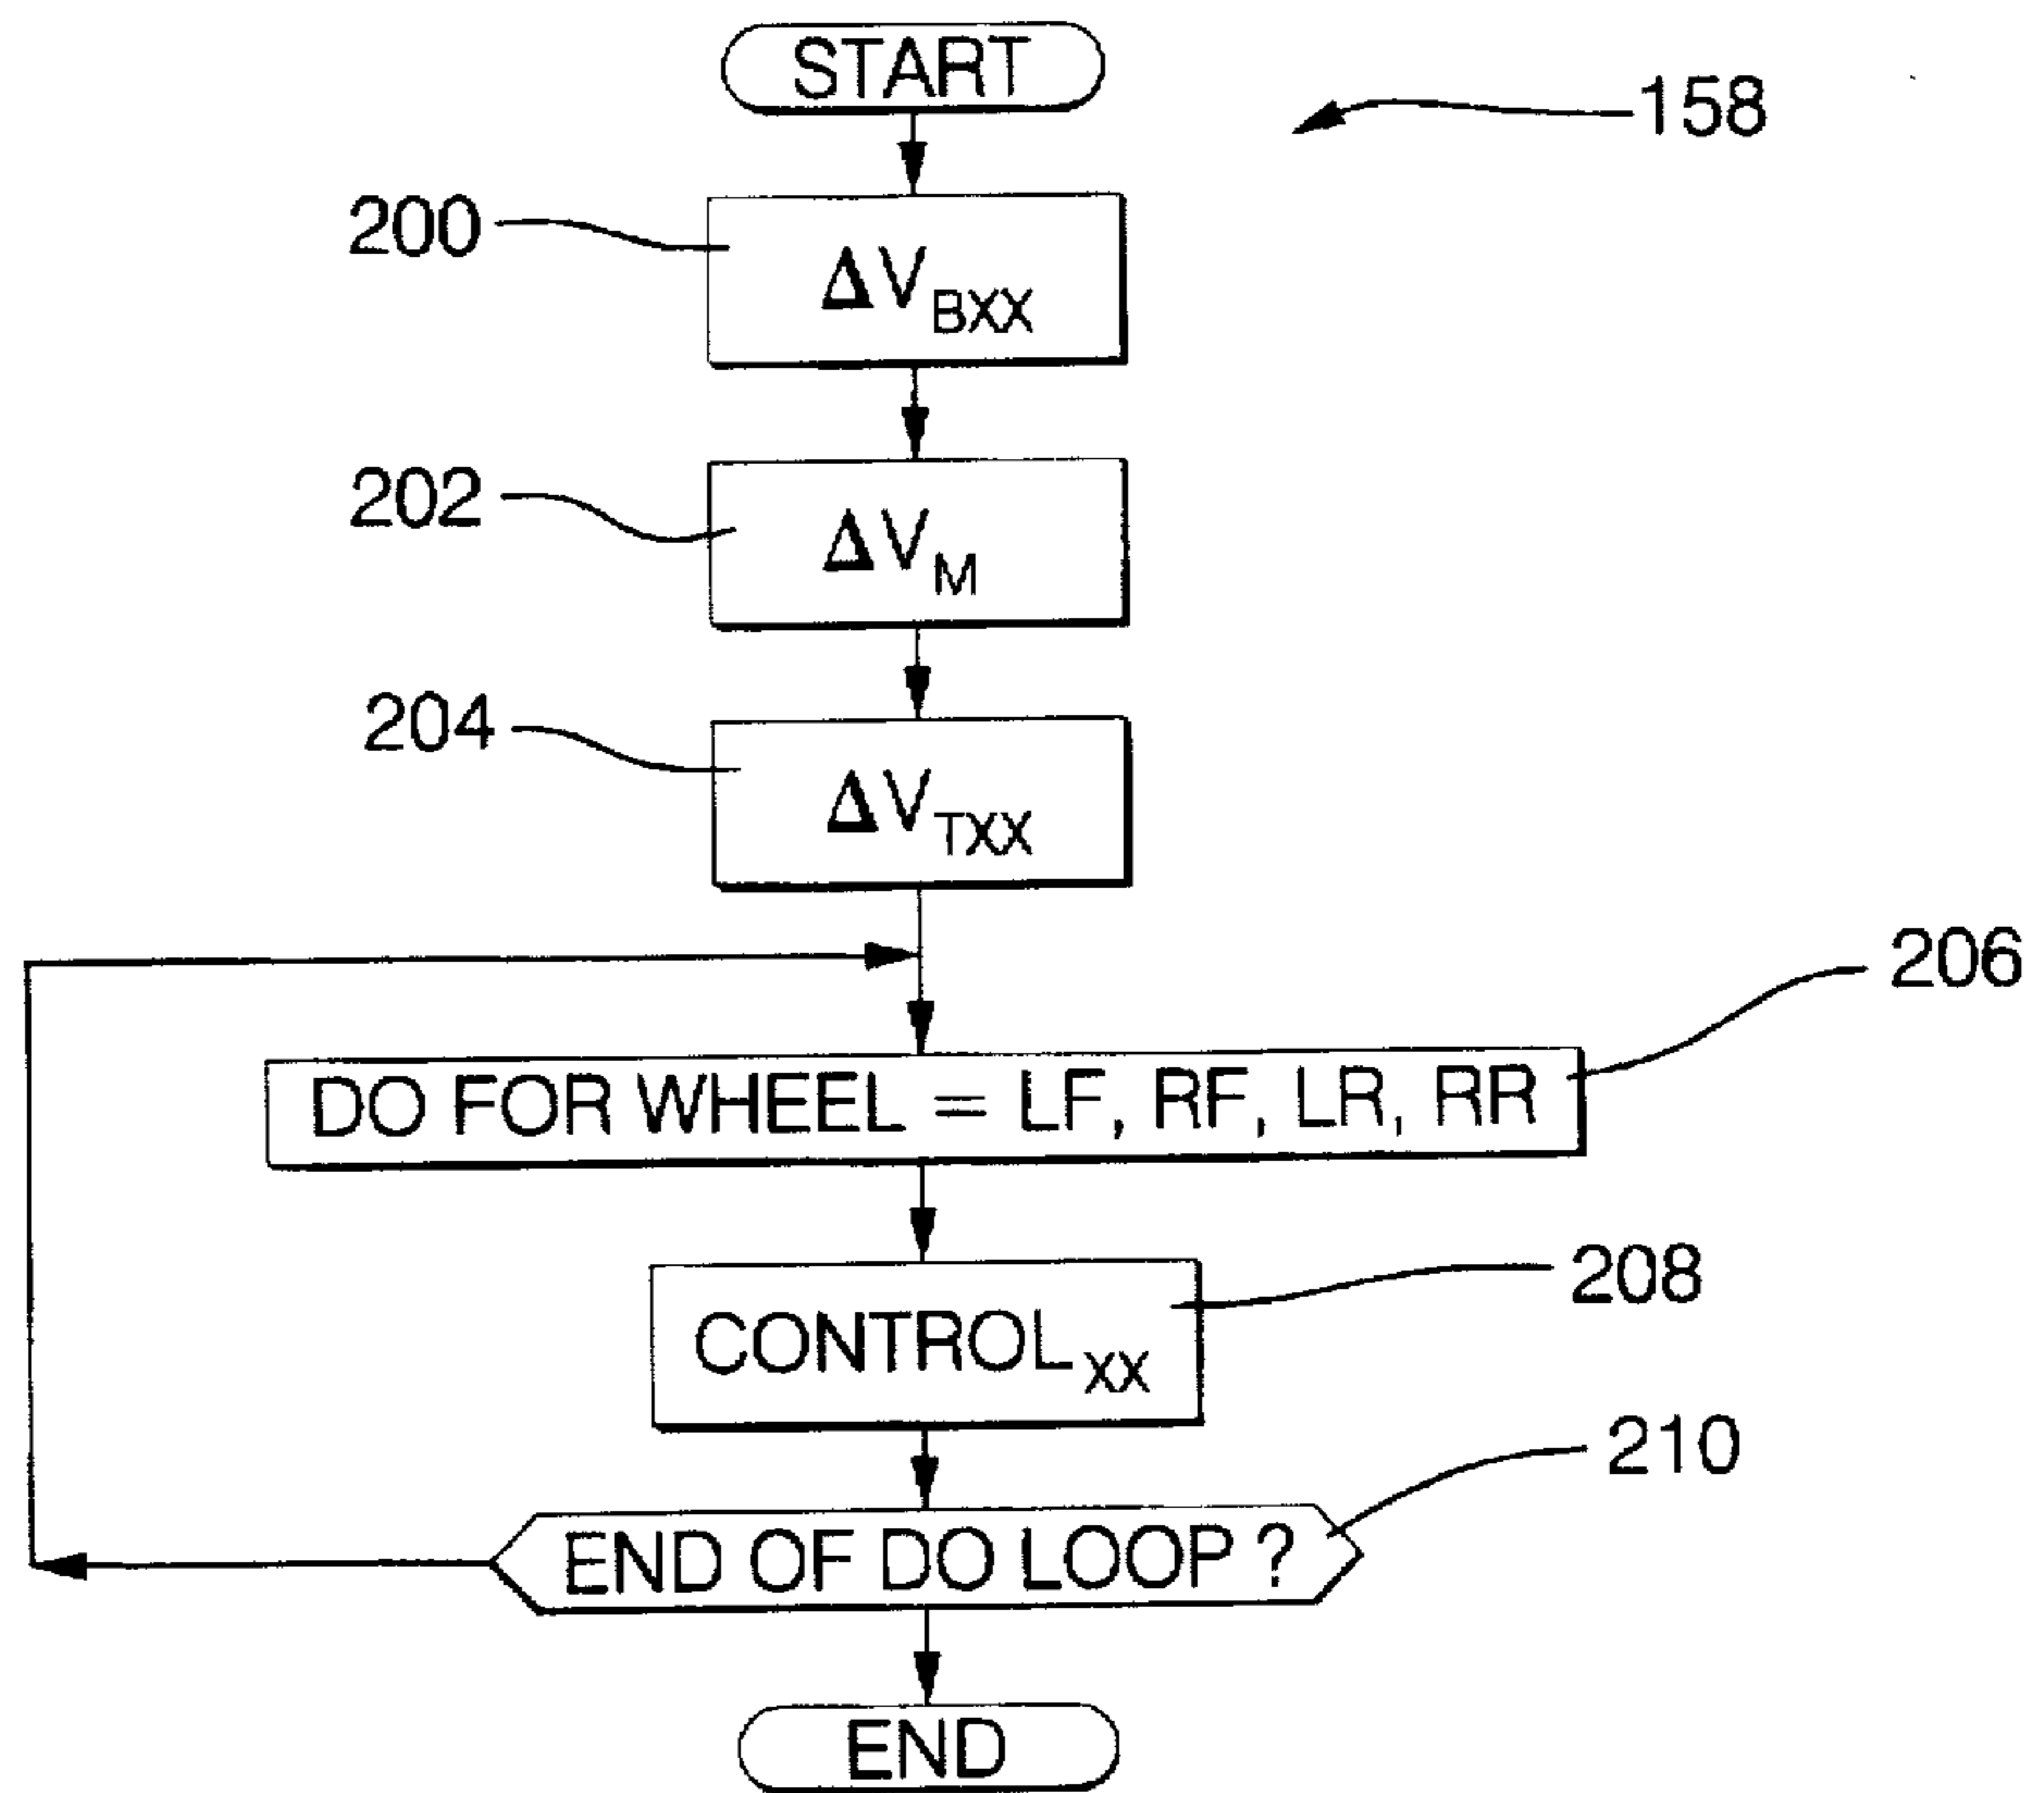 START
158
200
ΔV_BXX
202
ΔV_M
204
ΔV_TXX
206
DO FOR WHEEL = LF, RF, LR, RR
208
CONTROL_XX
210
END OF DO LOOP ?
END